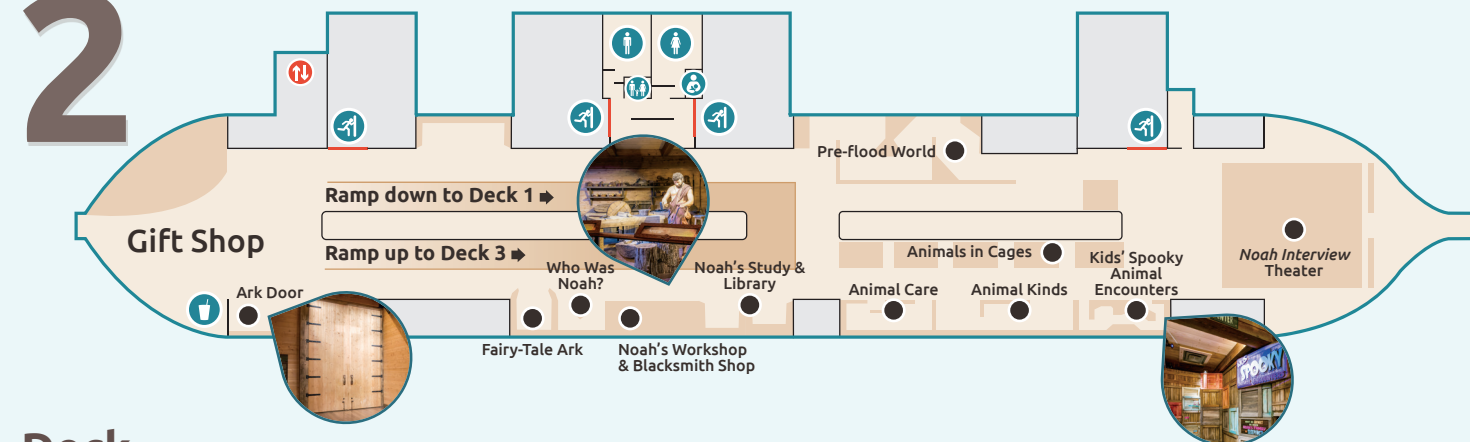 2
Pre-flood World
Ramp down to Deck 1
Gift Shop
Ramp up to Deck 3
Animals in Cages
Noah Interview
Theater
Kids' Spooky
Animal
Encounters
Who Was
Noah?
Noah's Study &
Library
Ark Door
Animal Care
Animal Kinds
Fairy-Tale Ark
Noah's Workshop
& Blacksmith Shop
SPOOKY
Deck